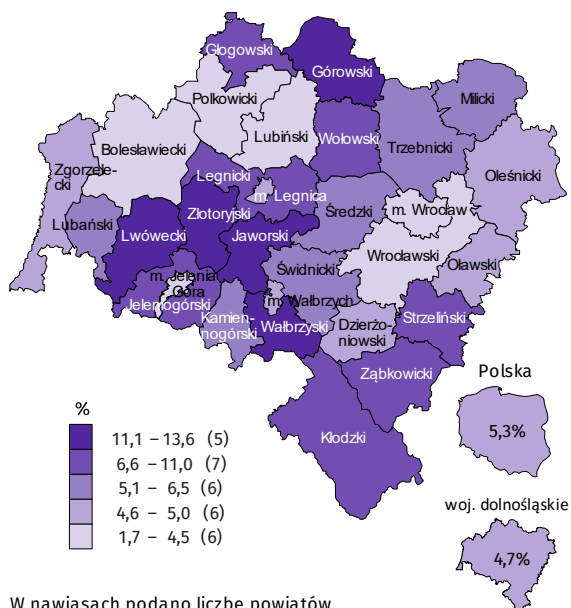 Głogowski
Górowski
Milicki
Polkowicki
Lubiński
Wołowski
Trzebnicki
Bolesławiecki
Zgorzele-
cki
Oleśnicki
Legnicki
m. Legnica
Złotoryjski
Średzki
m. Wrocław
Lubański
Lwówecki
Jaworski
Wrocławski
Oławski
m. Jelenia
Góra
Świdnicki
Jeleniogórski
Kamien-
nogórski
m. Wałbrzych
Wałbrzyski
Dzierżo-
niowski
Strzeliński
Ząbkowicki
Kłodzki
Polska
5,3%
woj. dolnośląskie
4,7%
%
11,1 – 13,6 (5)
6,6 – 11,0 (7)
5,1 – 6,5 (6)
4,6 – 5,0 (6)
1,7 – 4,5 (6)
W nawiasach podano liczbę powiatów.